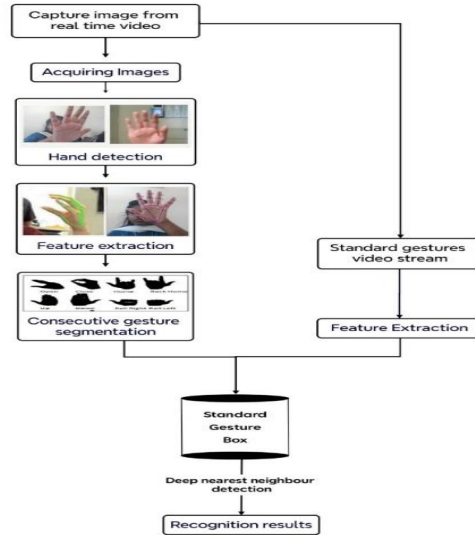 Capture image from
real time video
Acquiring Images
Hand detection
Feature extraction
Consecutive gesture
segmentation
Standard gestures
video stream
Feature Extraction
Standard
Gesture
Box
Deep nearest neighbour
detection
Recognition results